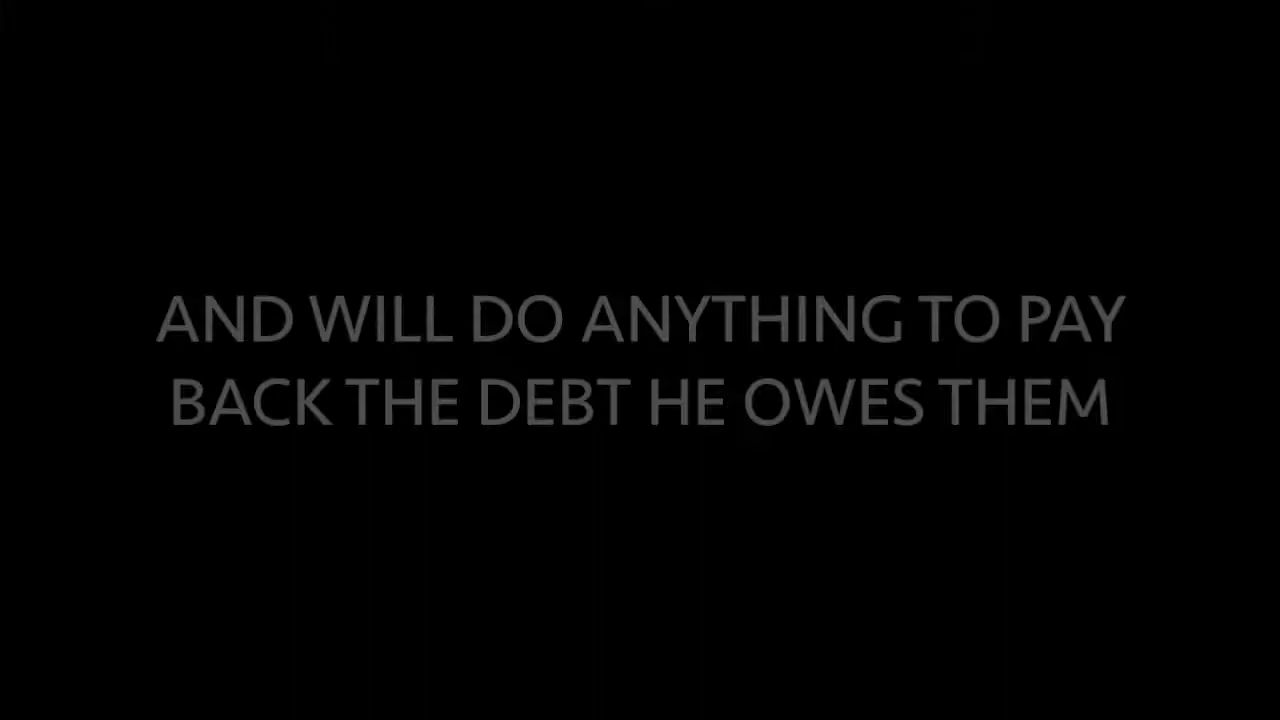 AND WILL DO ANYTHING TO PAY
BACK THE DEBT HE OWES THEM